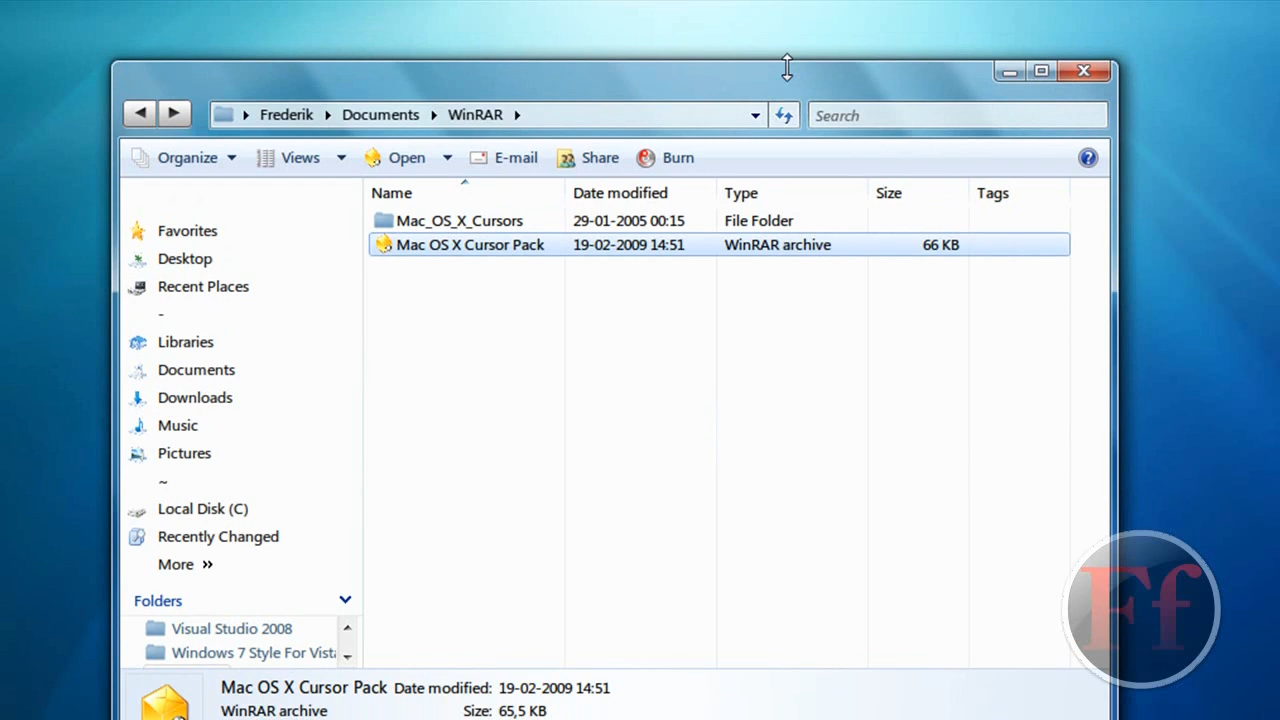 Frederik Documents WinRAR Search
Organize Views Open E-mail Share Burn
Name Date modified Type Size Tags
Mac_OS_X_Cursors 29-01-2005 00:15 File Folder
Mac OS X Cursor Pack 19-02-2009 14:51 WinRAR archive 66 KB
Favorites
Desktop
Recent Places
-
Libraries
Documents
Downloads
Music
Pictures
~
Local Disk (C)
Recently Changed
More »
Folders
Visual Studio 2008
Windows 7 Style For Vista
Mac OS X Cursor Pack Date modified: 19-02-2009 14:51
WinRAR archive Size: 65,5 KB
Ff